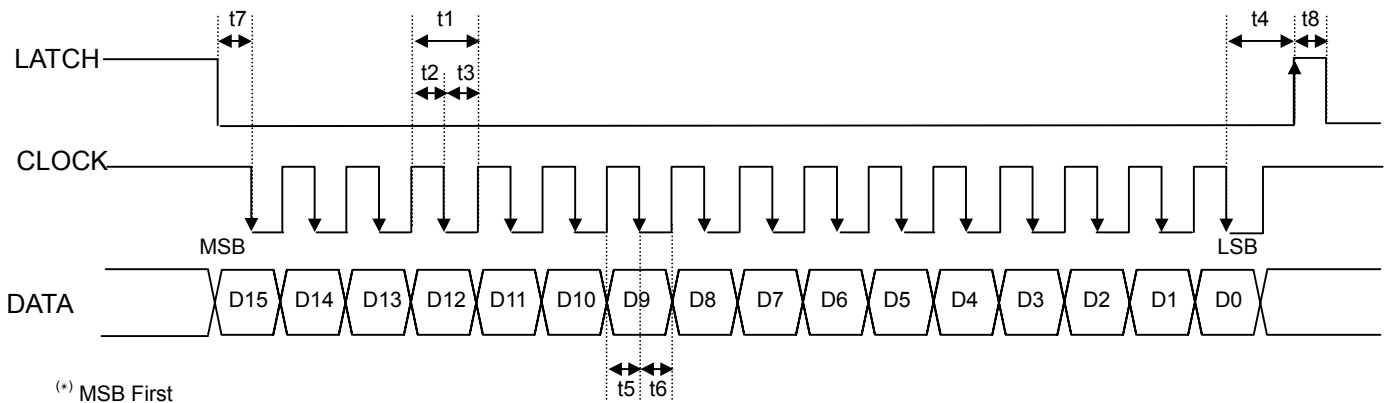 t7 t1 t4 t8
LATCH
t2 t3
CLOCK
MSB LSB
DATA D15 D14 D13 D12 D11 D10 D9 D8 D7 D6 D5 D4 D3 D2 D1 D0
t5 t6
(*) MSB First